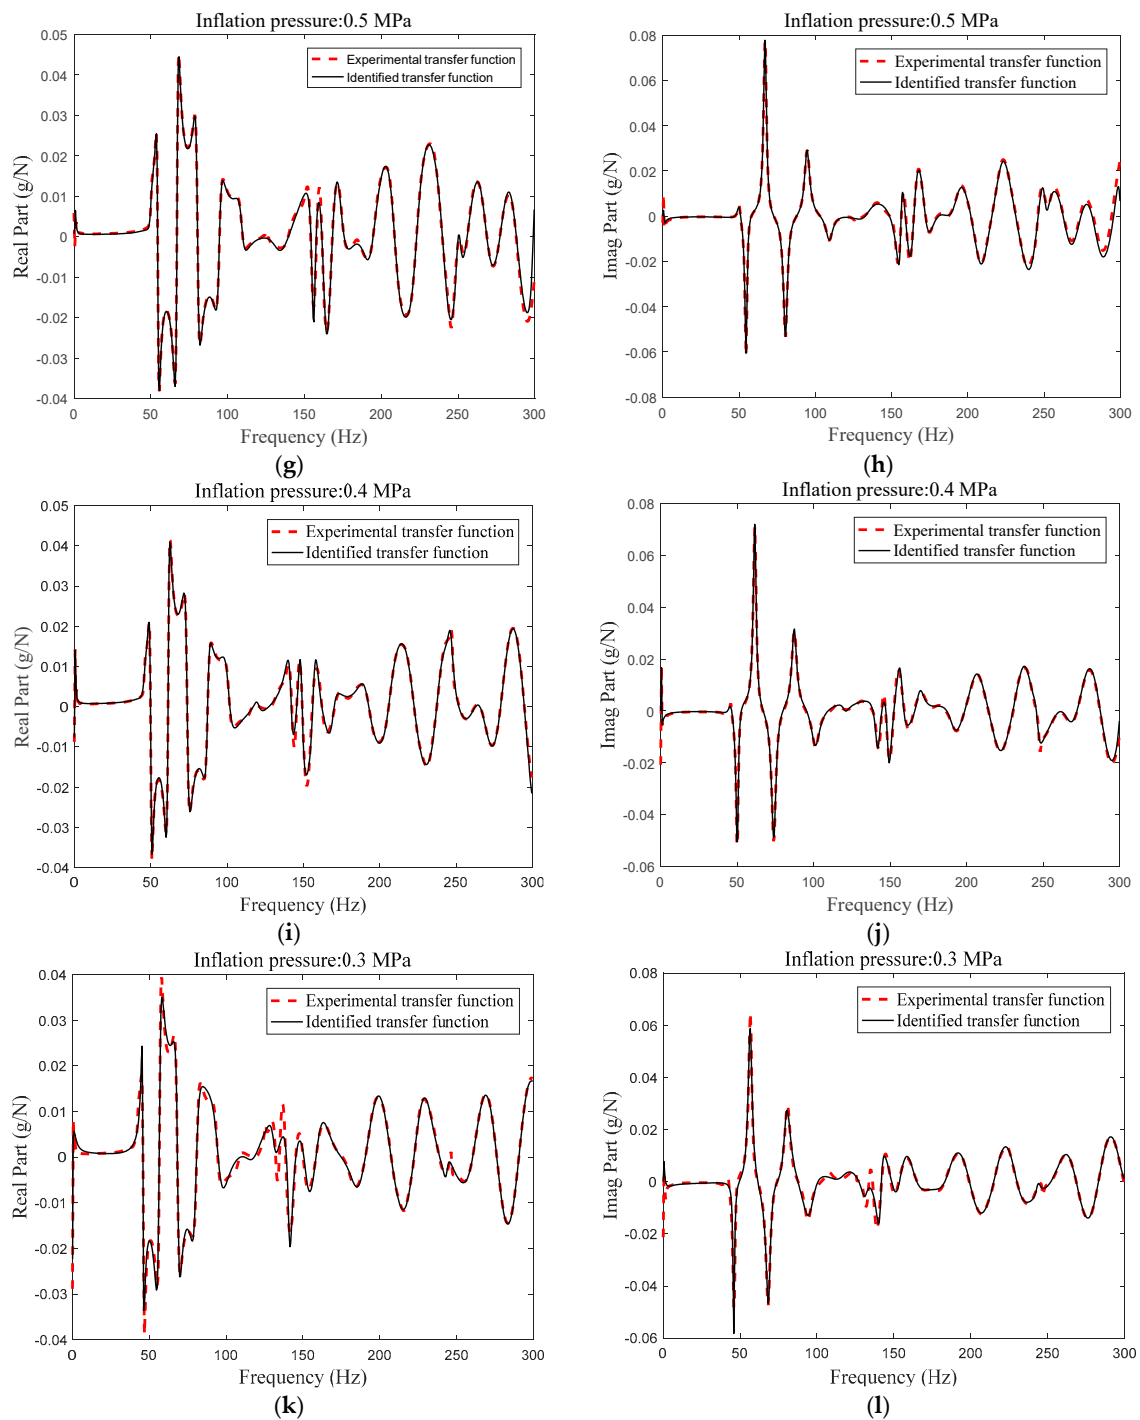 Inflation pressure:0.5 MPa
0.05
0.04
0.03
0.02
0.01
0
-0.01
-0.02
-0.03
-0.04
Real Part (g/N)
Experimental transfer function
Identified transfer function
0 50 100 150 200 250 300
Frequency (Hz)
(g)
Inflation pressure:0.5 MPa
0.08
0.06
0.04
0.02
0
-0.02
-0.04
-0.06
-0.08
Imag Part (g/N)
Experimental transfer function
Identified transfer function
0 50 100 150 200 250 300
Frequency (Hz)
(h)
Inflation pressure:0.4 MPa
0.05
0.04
0.03
0.02
0.01
0
-0.01
-0.02
-0.03
-0.04
Real Part (g/N)
Experimental transfer function
Identified transfer function
0 50 100 150 200 250 300
Frequency (Hz)
(i)
Inflation pressure:0.4 MPa
0.08
0.06
0.04
0.02
0
-0.02
-0.04
-0.06
Imag Part (g/N)
Experimental transfer function
Identified transfer function
0 50 100 150 200 250 300
Frequency (Hz)
(j)
Inflation pressure:0.3 MPa
0.04
0.03
0.02
0.01
0
-0.01
-0.02
-0.03
-0.04
Real Part (g/N)
Experimental transfer function
Identified transfer function
0 50 100 150 200 250 300
Frequency (Hz)
(k)
Inflation pressure:0.3 MPa
0.08
0.06
0.04
0.02
0
-0.02
-0.04
-0.06
Imag Part (g/N)
Experimental transfer function
Identified transfer function
0 50 100 150 200 250 300
Frequency (Hz)
(l)